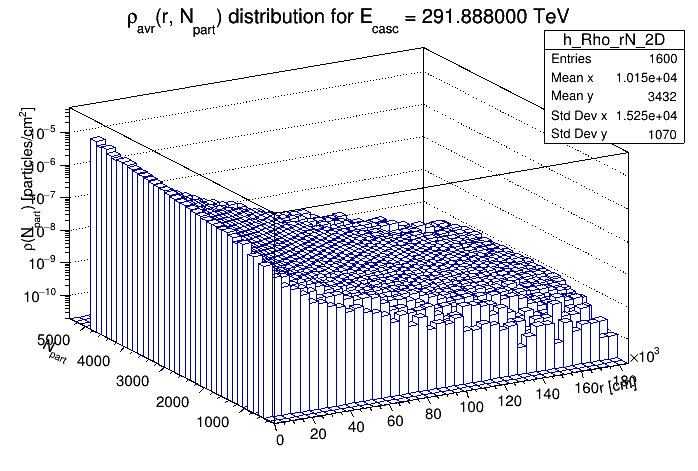 ρavr(r, Npart) distribution for Ecasc = 291.888000 TeV
h_Rho_rN_2D
Entries 1600
Mean x 1.015e+04
Mean y 3432
Std Dev x 1.525e+04
Std Dev y 1070
ρ(Npart) [particles/cm²]
10⁻⁵
10⁻⁶
10⁻⁷
10⁻⁸
10⁻⁹
10⁻¹⁰
5000
4000
3000
2000
1000
Npart
0
20
40
60
80
100
120
140
160
180
r [cm]
×10³